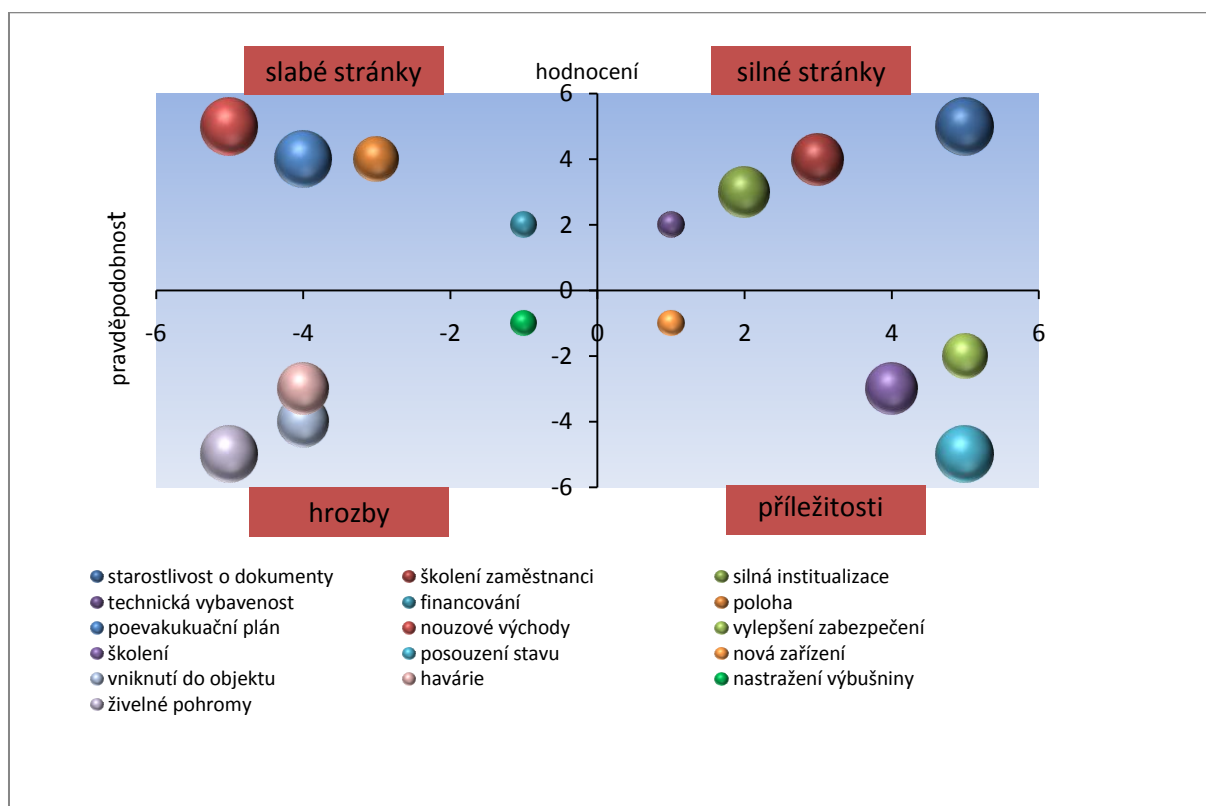 slabé stránky
hodnocení
silné stránky
6
4
2
0
-6
-4
-2
0
2
4
6
-2
-4
-6
pravděpodobnost
hrozby
příležitosti
starostlivost o dokumenty
školení zaměstnanci
silná institualizace
technická vybavenost
financování
poloha
poevakukuační plán
nouzové východy
vylepšení zabezpečení
školení
posouzení stavu
nová zařízení
vniknutí do objektu
havárie
nastražení výbušniny
živelné pohromy